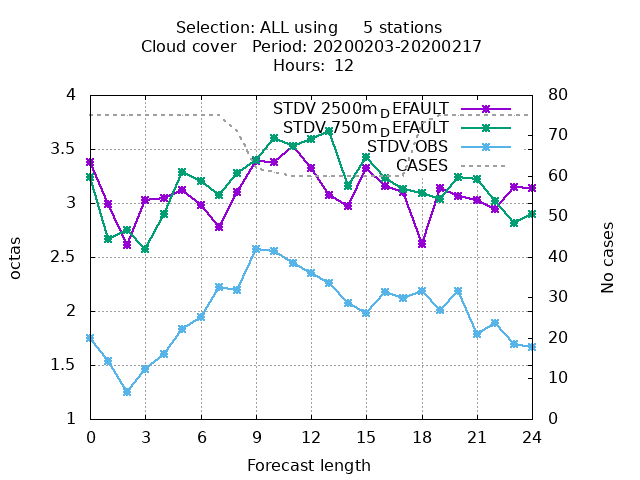 Selection: ALL using 5 stations
Cloud cover Period: 20200203-20200217
Hours: 12
STDV 2500m_DEFAULT
STDV 750m_DEFAULT
STDV OBS
CASES
4
3.5
3
2.5
2
1.5
1
octas
80
70
60
50
40
30
20
10
0
No cases
0 3 6 9 12 15 18 21 24
Forecast length